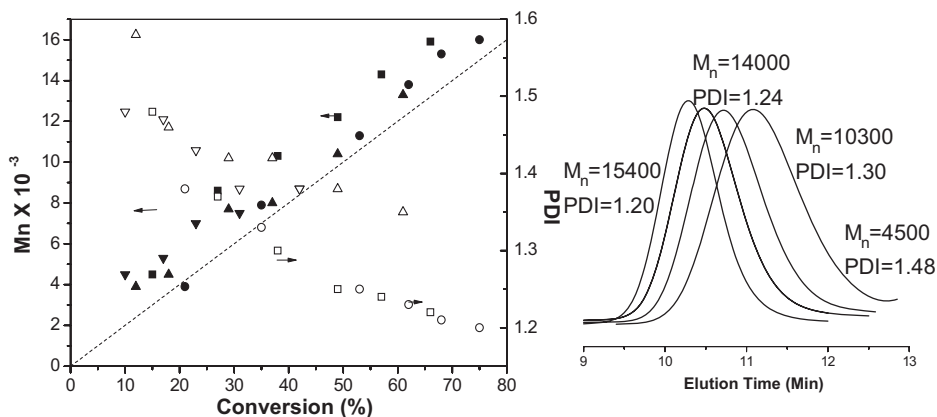 Mn X 10 -3
16
14
12
10
8
6
4
2
0
0 10 20 30 40 50 60 70 80
Conversion (%)
1.6
1.5
1.4
1.3
1.2
PDI
Mn=14000
PDI=1.24
Mn=15400
PDI=1.20
Mn=10300
PDI=1.30
Mn=4500
PDI=1.48
9 10 11 12 13
Elution Time (Min)